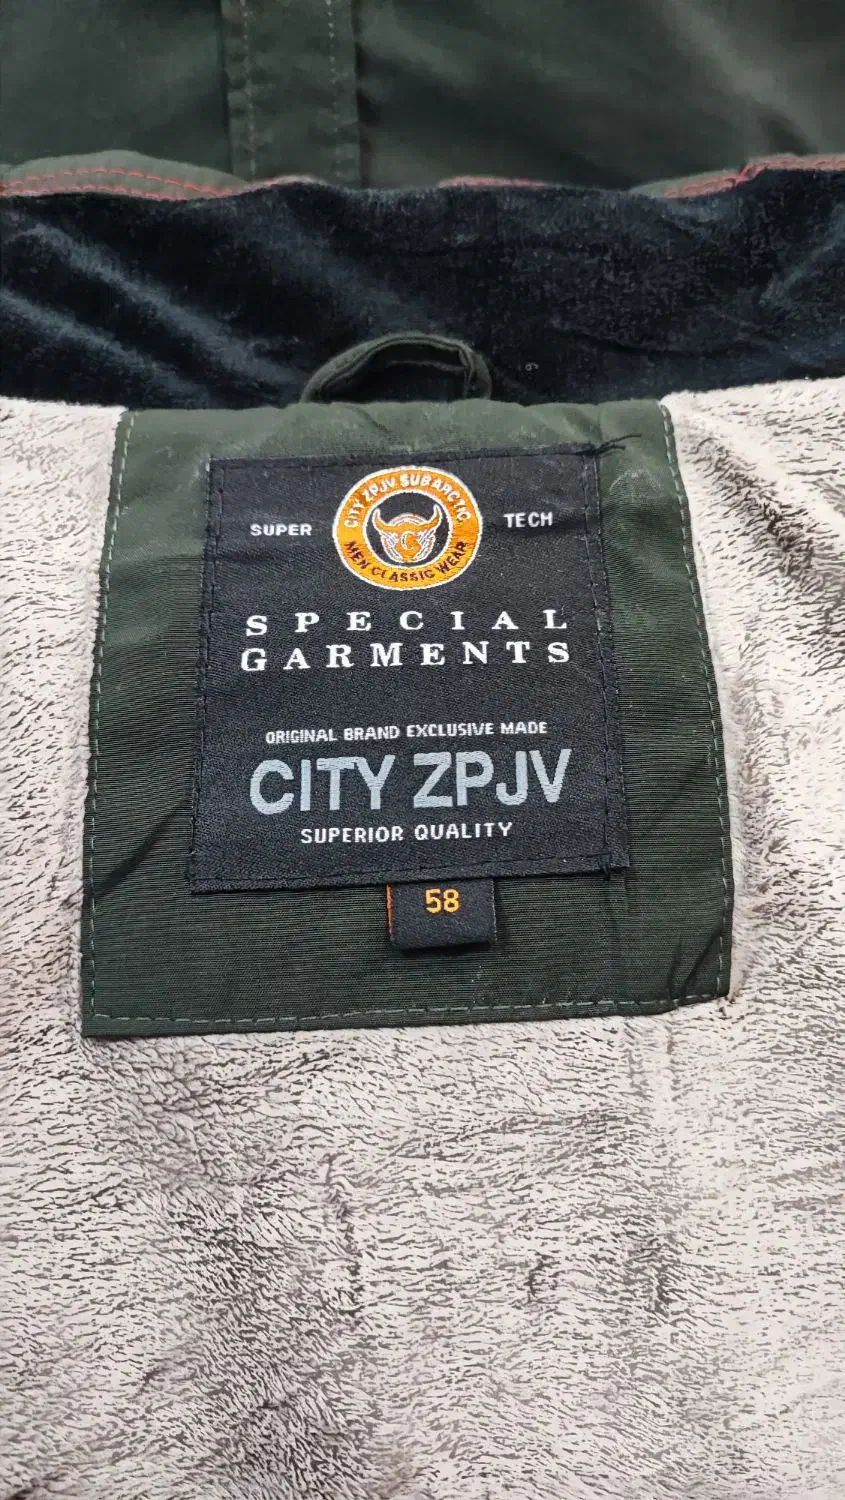 CITY ZPJV SUBARCTIC
MEN CLASSIC WEAR
SUPER TECH
SPECIAL
GARMENTS
ORIGINAL BRAND EXCLUSIVE MADE
CITY ZPJV
SUPERIOR QUALITY
58